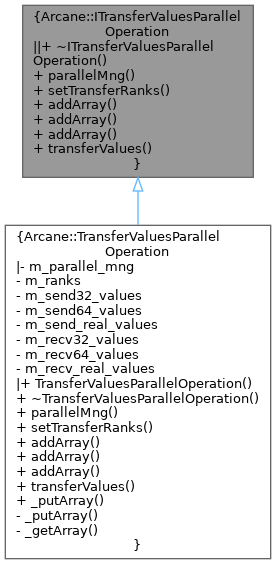 {Arcane::ITransferValuesParallel
Operation
||+ ~ITransferValuesParallel
Operation()
+ parallelMng()
+ setTransferRanks()
+ addArray()
+ addArray()
+ addArray()
+ transferValues()
}
{Arcane::TransferValuesParallel
Operation
|- m_parallel_mng
- m_ranks
- m_send32_values
- m_send64_values
- m_send_real_values
- m_recv32_values
- m_recv64_values
- m_recv_real_values
|+ TransferValuesParallelOperation()
+ ~TransferValuesParallelOperation()
+ parallelMng()
+ setTransferRanks()
+ addArray()
+ addArray()
+ addArray()
+ transferValues()
+ _putArray()
- _putArray()
- _getArray()
}